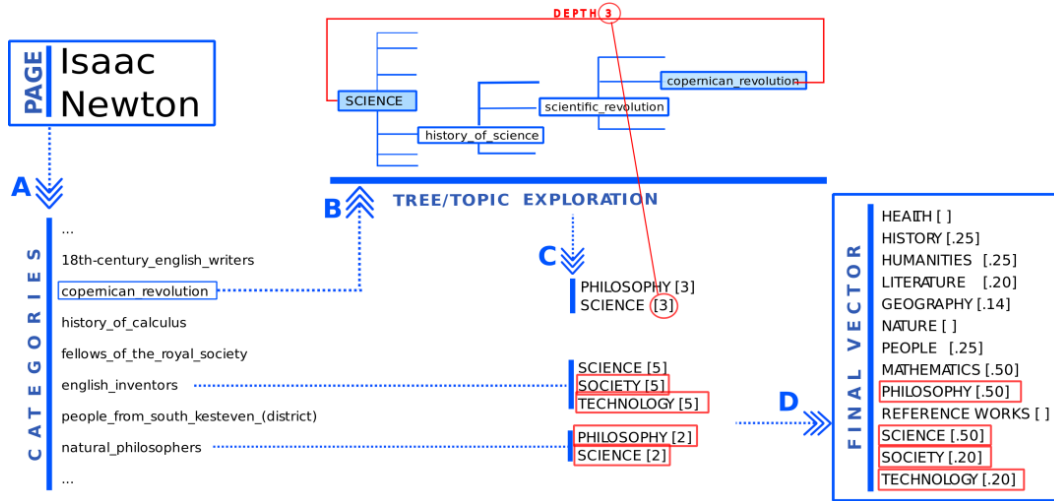 DEPTH 3
PAGE
Isaac
Newton
SCIENCE
history_of_science
scientific_revolution
copernican_revolution
A
B
TREE/TOPIC EXPLORATION
C
CATEGORIES
...
18th-century_english_writers
copernican_revolution
history_of_calculus
fellows_of_the_royal_society
english_inventors
people_from_south_kesteven_(district)
natural_philosophers
...
PHILOSOPHY [3]
SCIENCE [3]
SCIENCE [5]
SOCIETY [5]
TECHNOLOGY [5]
PHILOSOPHY [2]
SCIENCE [2]
D
FINAL VECTOR
HEALTH [ ]
HISTORY [.25]
HUMANITIES [.25]
LITERATURE [.20]
GEOGRAPHY [.14]
NATURE [ ]
PEOPLE [.25]
MATHEMATICS [.50]
PHILOSOPHY [.50]
REFERENCE WORKS [ ]
SCIENCE [.50]
SOCIETY [.20]
TECHNOLOGY [.20]